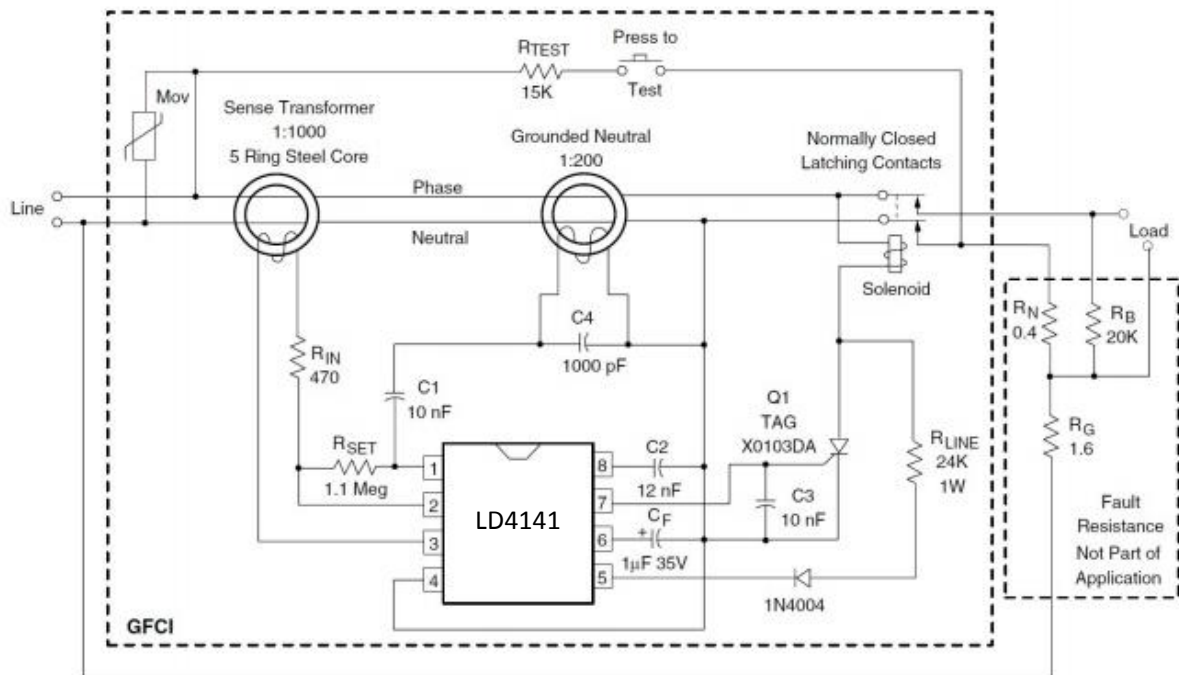 RTEST
15K
Press to
Test
Mov
Sense Transformer
1:1000
5 Ring Steel Core
Grounded Neutral
1:200
Normally Closed
Latching Contacts
Line
Phase
Neutral
Load
Solenoid
RN
0.4
RB
20K
C4
1000 pF
RIN
470
C1
10 nF
Q1
TAG
X0103DA
RG
1.6
RLINE
24K
1W
RSET
1.1 Meg
1
2
3
4
LD4141
8
7
6
5
C2
12 nF
C3
10 nF
CF
+
1µF 35V
1N4004
Fault
Resistance
Not Part of
Application
GFCI